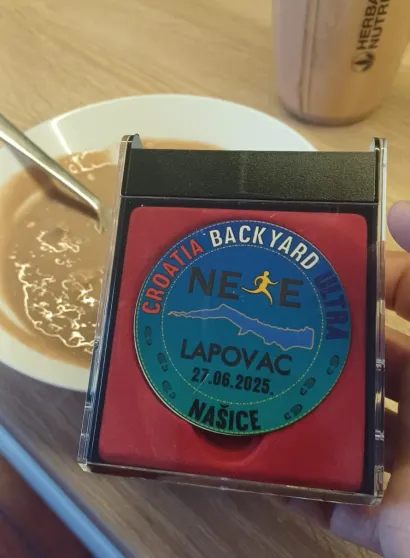 HERBA
NUTRI
CROATIA BACKYARD ULTRA
NE E
LAPOVAC
27.06.2025.
NAŠICE